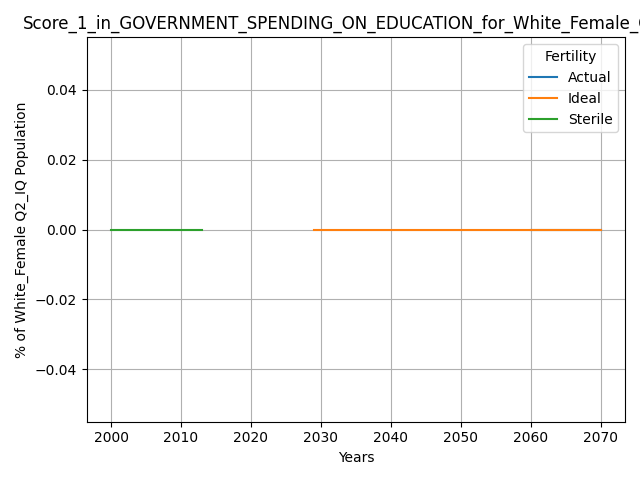 Score_1_in_GOVERNMENT_SPENDING_ON_EDUCATION_for_White_Female_
% of White_Female Q2_IQ Population
Fertility
Actual
Ideal
Sterile
0.04
0.02
0.00
−0.02
−0.04
2000 2010 2020 2030 2040 2050 2060 2070
Years